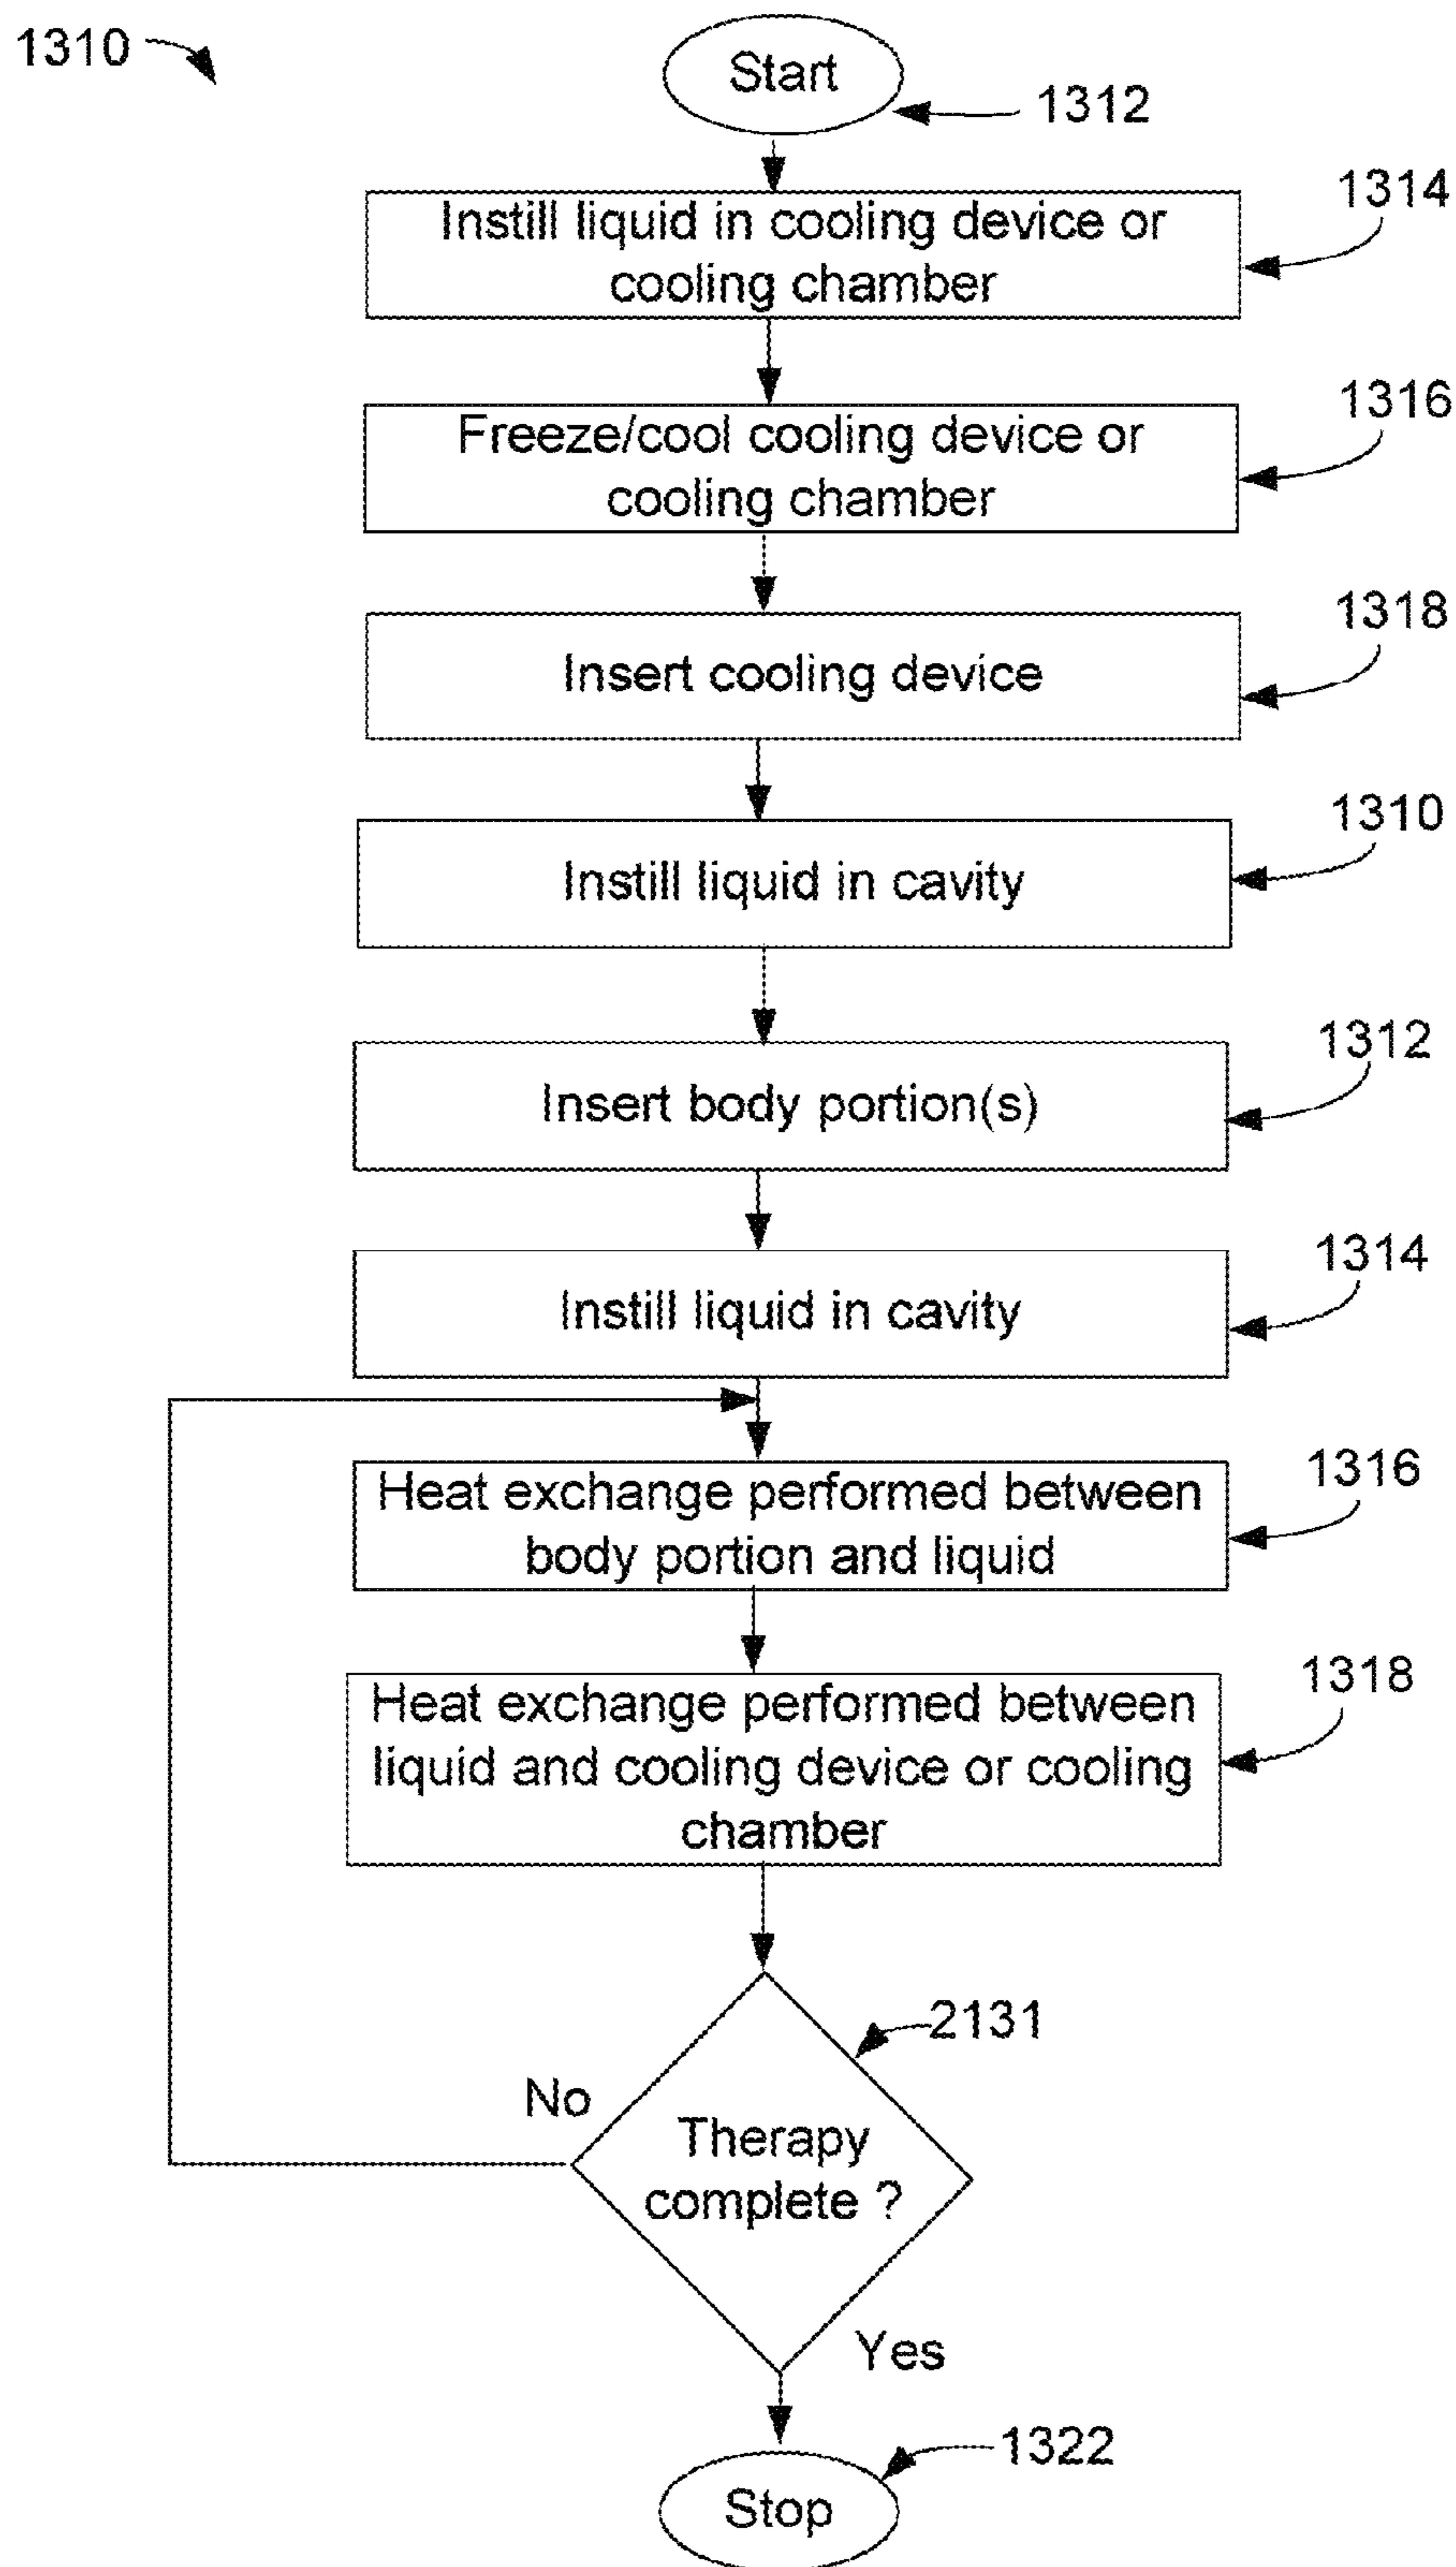 1310
Start
1312
1314
Instill liquid in cooling device or
cooling chamber
1316
Freeze/cool cooling device or
cooling chamber
1318
Insert cooling device
1310
Instill liquid in cavity
1312
Insert body portion(s)
1314
Instill liquid in cavity
1316
Heat exchange performed between
body portion and liquid
1318
Heat exchange performed between
liquid and cooling device or cooling
chamber
2131
No
Therapy
complete ?
Yes
1322
Stop